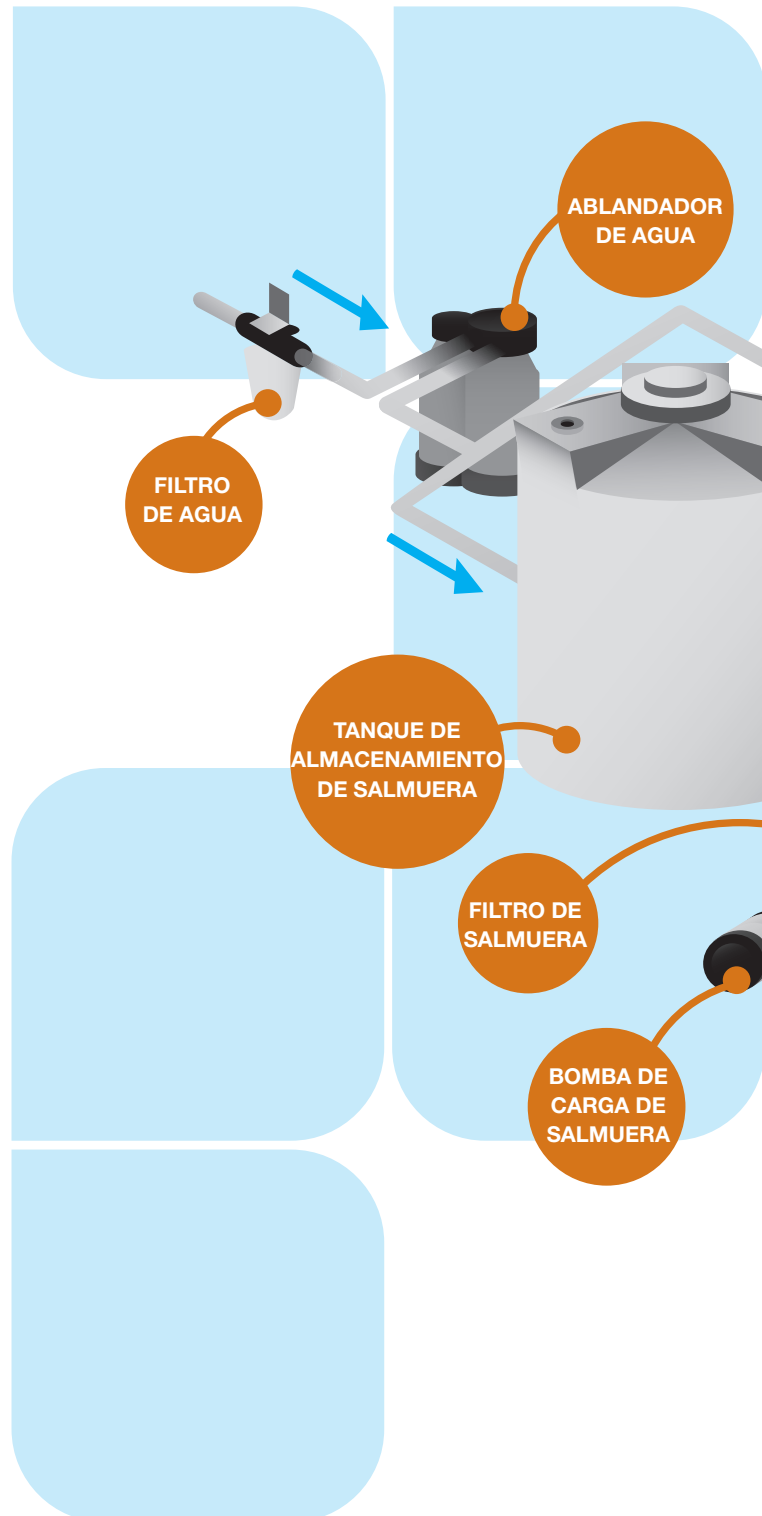 ABLANDADOR
DE AGUA
FILTRO
DE AGUA
TANQUE DE
ALMACENAMIENTO
DE SALMUERA
FILTRO DE
SALMUERA
BOMBA DE
CARGA DE
SALMUERA